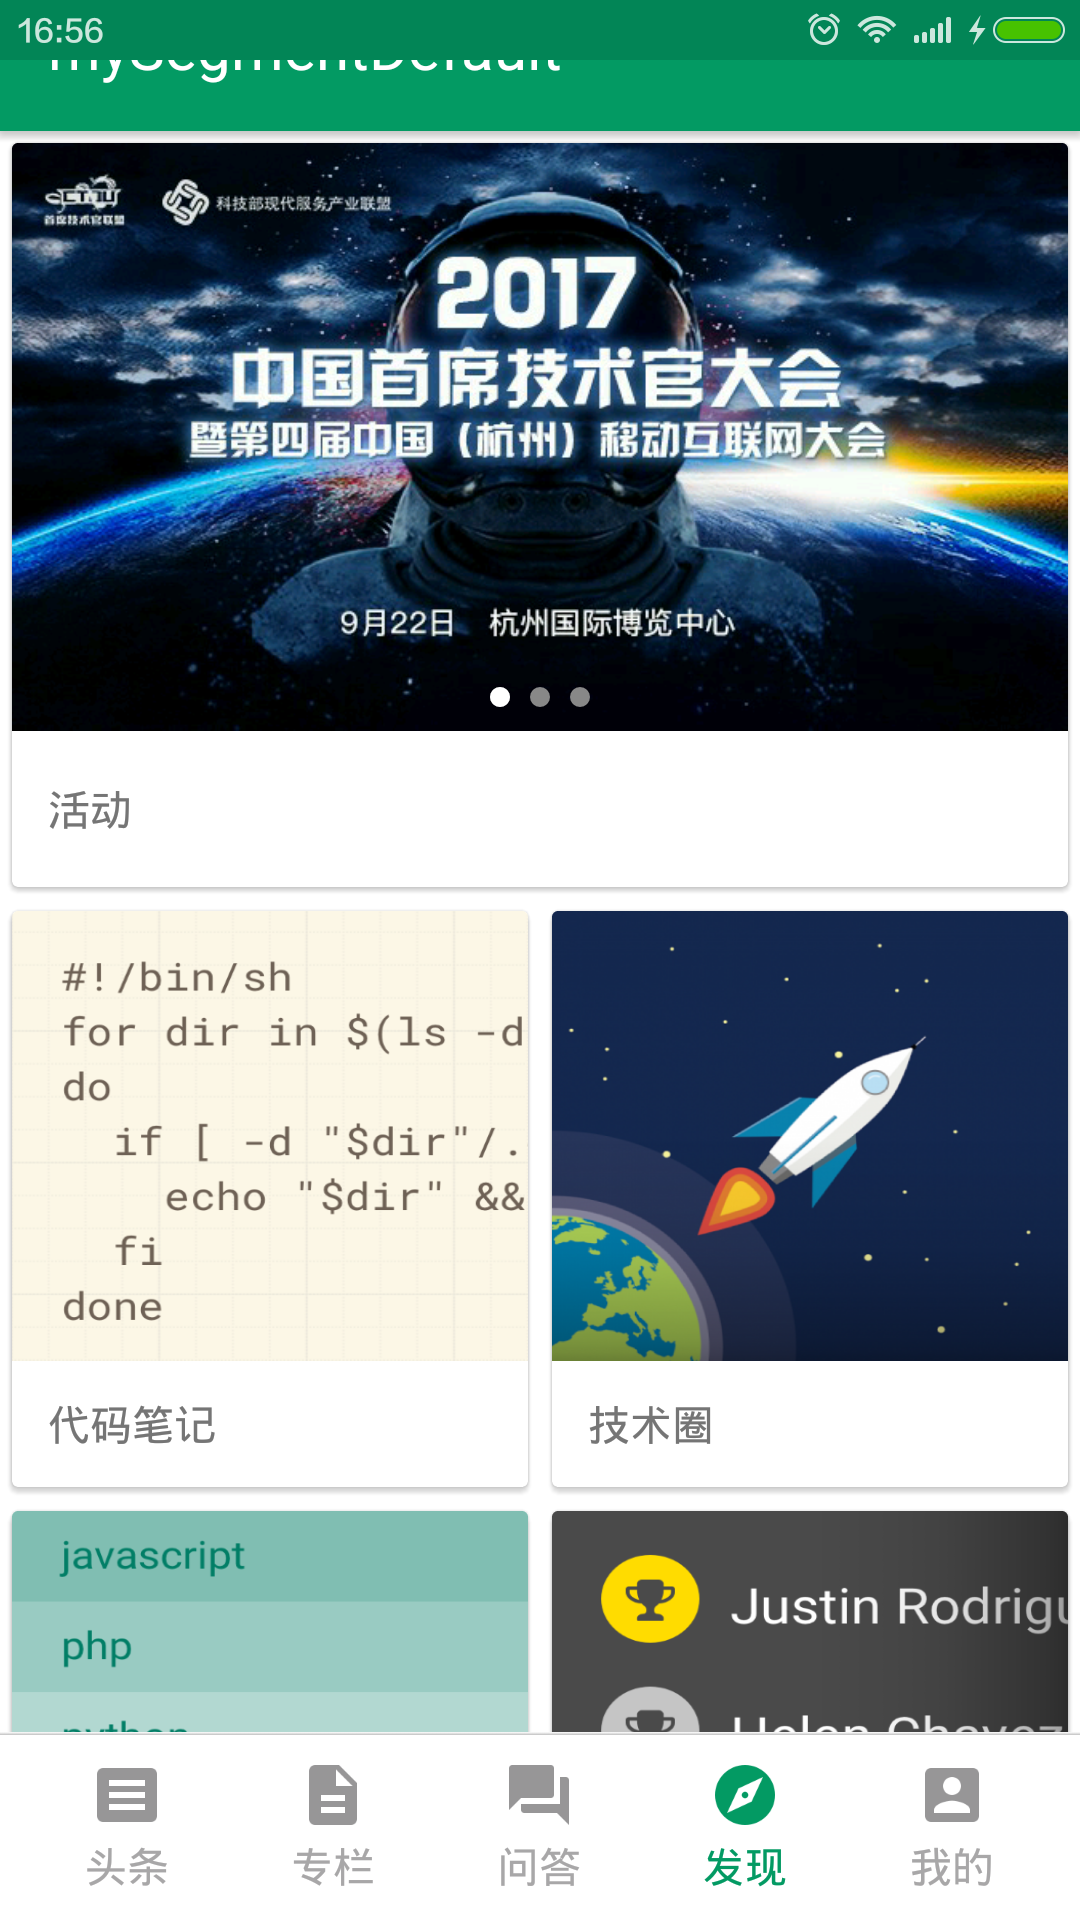 16:56
mySegmentDefault
首席技术官联盟
科技部现代服务产业联盟
2017
中国首席技术官大会
暨第四届中国（杭州）移动互联网大会
9月22日 杭州国际博览中心
活动
#!/bin/sh
for dir in $(ls -d
do
if [ -d "$dir"/.
echo "$dir" &&
fi
done
代码笔记
技术圈
javascript
php
python
Justin Rodrigu
Helen Chavez
头条
专栏
问答
发现
我的